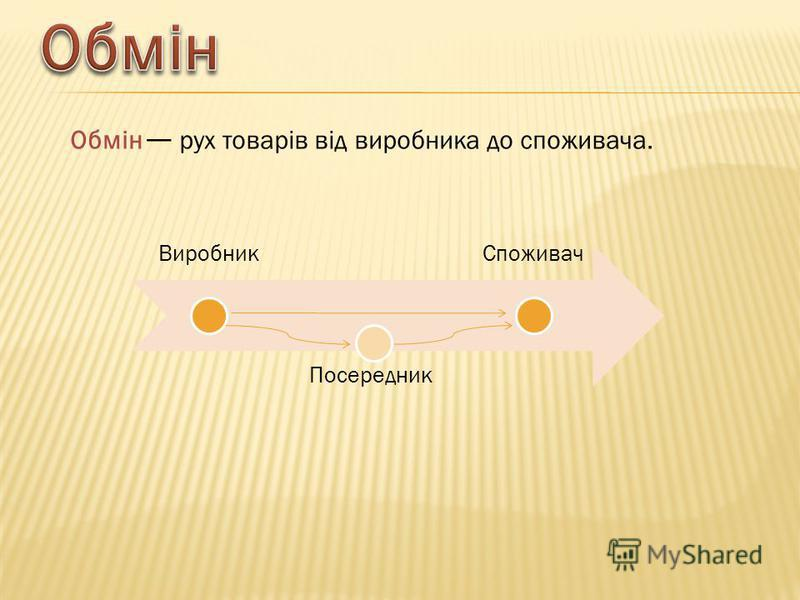 Обмін
Обмін — рух товарів від виробника до споживача.
Виробник Споживач
Посередник
MyShared